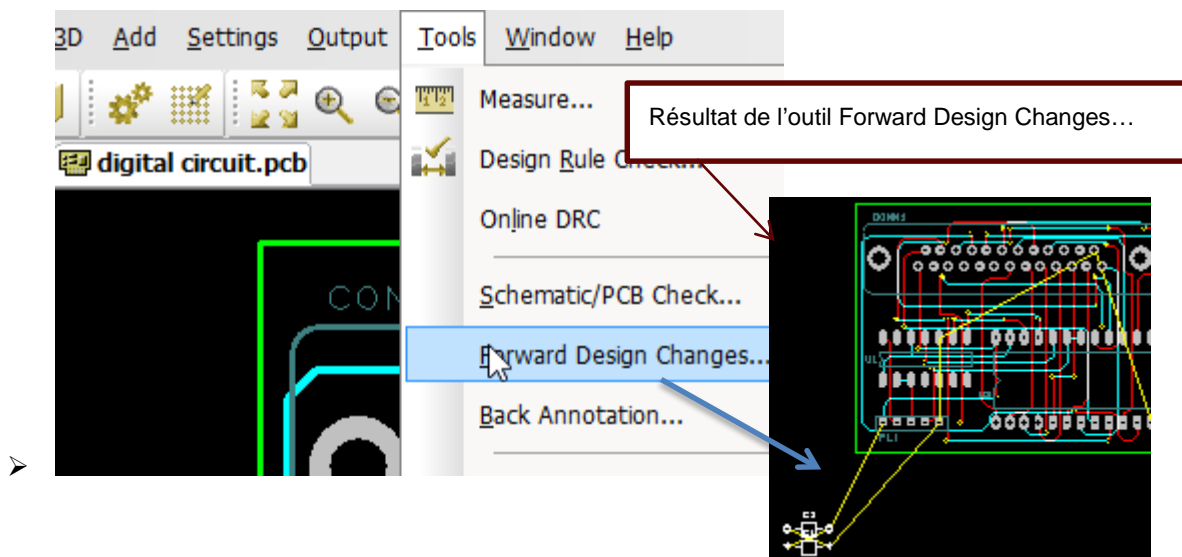 3D Add Settings Output Tools Window Help
Measure...
Résultat de l’outil Forward Design Changes…
Design Rule Check...
digital circuit.pcb
Online DRC
CON
Schematic/PCB Check...
Forward Design Changes...
Back Annotation...
PL1